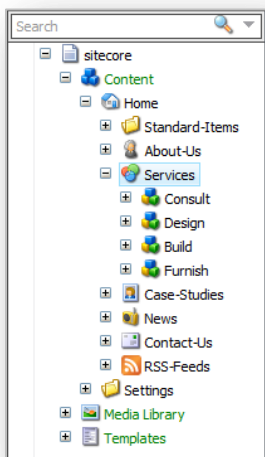 Search
sitecore
Content
Home
Standard-Items
About-Us
Services
Consult
Design
Build
Furnish
Case-Studies
News
Contact-Us
RSS-Feeds
Settings
Media Library
Templates